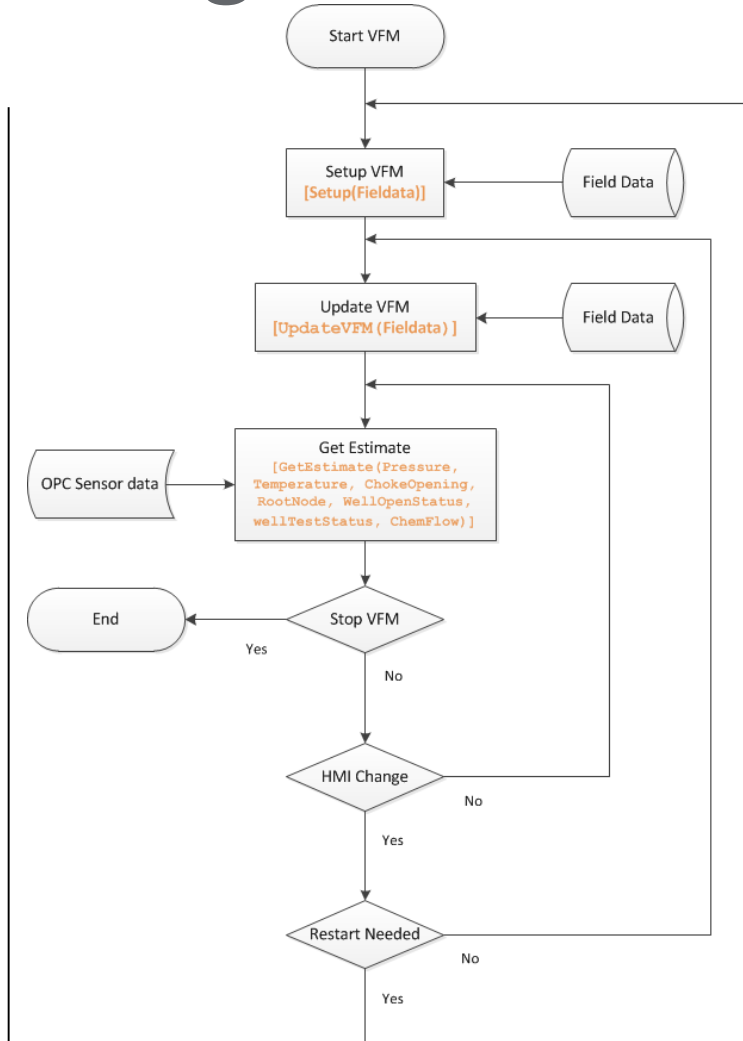 Start VFM
Setup VFM
[Setup(Fieldata)]
Field Data
Update VFM
[UpdateVFM(Fieldata)]
Field Data
Get Estimate
[GetEstimate(Pressure,
Temperature, ChokeOpening,
RootNode, WellOpenStatus,
wellTestStatus, ChemFlow)]
OPC Sensor data
Stop VFM
End
Yes
No
HMI Change
No
Yes
Restart Needed
No
Yes